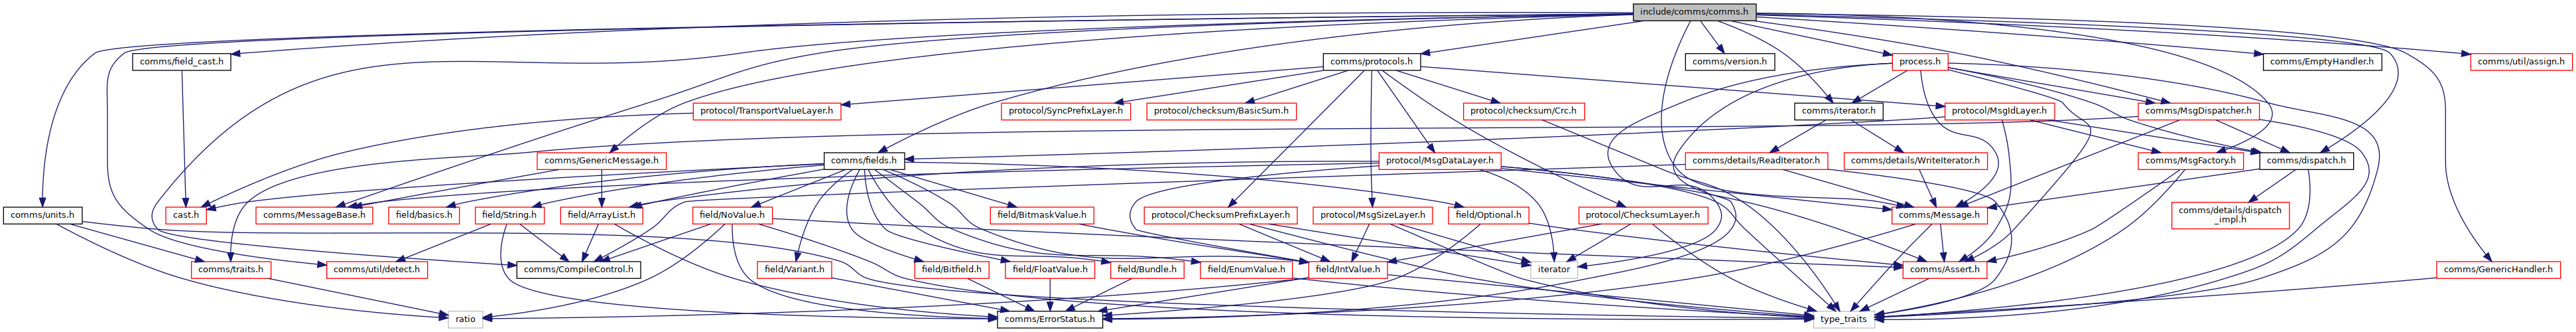 include/comms/comms.h
comms/field_cast.h
comms/protocols.h
comms/version.h
process.h
comms/EmptyHandler.h
comms/util/assign.h
protocol/TransportValueLayer.h
protocol/SyncPrefixLayer.h
protocol/checksum/BasicSum.h
protocol/checksum/Crc.h
comms/iterator.h
protocol/MsgIdLayer.h
comms/MsgDispatcher.h
comms/GenericMessage.h
comms/fields.h
protocol/MsgDataLayer.h
comms/details/ReadIterator.h
comms/details/WriteIterator.h
comms/MsgFactory.h
comms/dispatch.h
comms/units.h
cast.h
comms/MessageBase.h
field/basics.h
field/String.h
field/ArrayList.h
field/NoValue.h
field/BitmaskValue.h
protocol/ChecksumPrefixLayer.h
protocol/MsgSizeLayer.h
field/Optional.h
protocol/ChecksumLayer.h
comms/Message.h
comms/details/dispatch
_impl.h
comms/traits.h
comms/util/detect.h
comms/CompileControl.h
field/Variant.h
field/Bitfield.h
field/FloatValue.h
field/Bundle.h
field/EnumValue.h
field/IntValue.h
iterator
comms/Assert.h
comms/GenericHandler.h
ratio
comms/ErrorStatus.h
type_traits